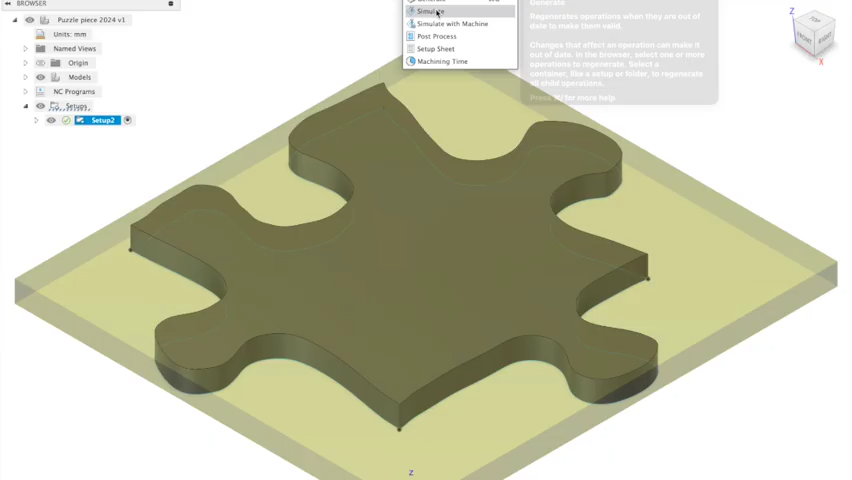 BROWSER
Puzzle piece 2024 v1
Units: mm
Named Views
Origin
Models
NC Programs
Setups
Setup2
Simulate
Simulate with Machine
Post Process
Setup Sheet
Machining Time
Generate
Regenerates operations when they are out of date to make them valid.
Changes that affect an operation can make it
out of date. In the browser, select one or more
operations to regenerate. Select a
container, like a setup or folder, to regenerate
all child operations.
for more help
Z
TOP
FRONT
RIGHT
X
Z